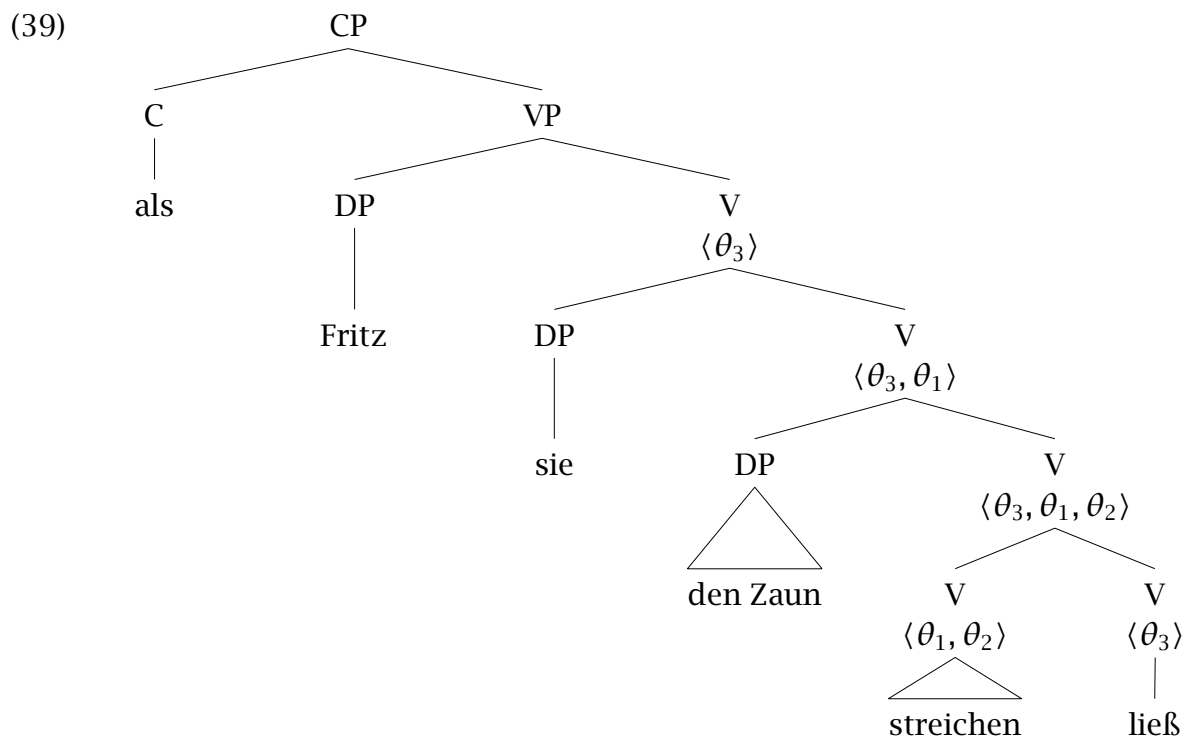 (39) CP
C VP
als DP V
⟨θ₃⟩
Fritz DP V
⟨θ₃, θ₁⟩
sie DP V
⟨θ₃, θ₁, θ₂⟩
den Zaun V V
⟨θ₁, θ₂⟩ ⟨θ₃⟩
streichen ließ